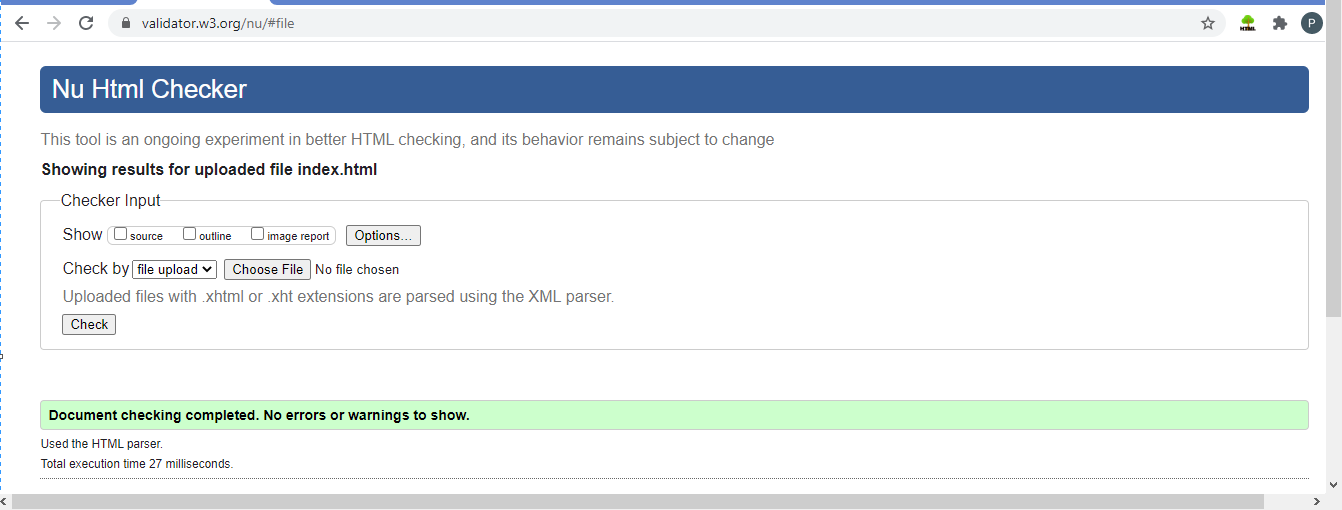 validator.w3.org/nu/#file
HTML
P
Nu Html Checker
This tool is an ongoing experiment in better HTML checking, and its behavior remains subject to change
Showing results for uploaded file index.html
Checker Input
Show source outline image report Options...
Check by file upload Choose File No file chosen
Uploaded files with .xhtml or .xht extensions are parsed using the XML parser.
Check
Document checking completed. No errors or warnings to show.
Used the HTML parser.
Total execution time 27 milliseconds.